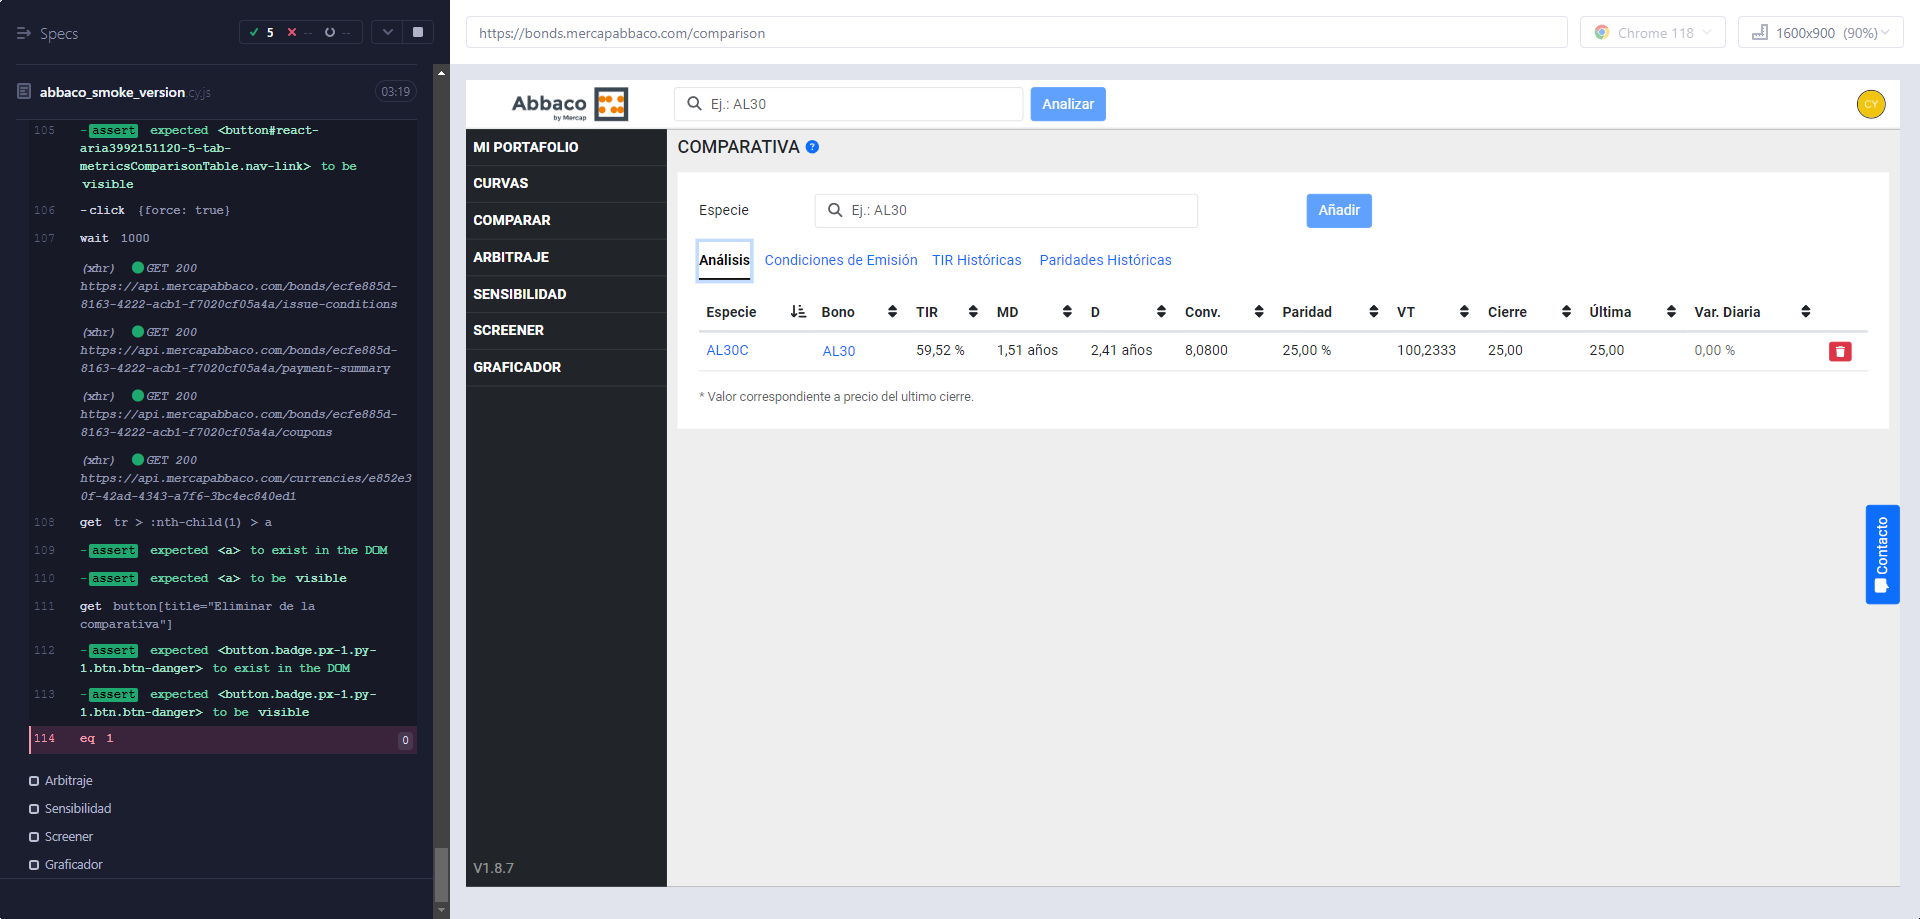 Specs
5 -- --
abbaco_smoke_version.cy.js 03:19
105 -assert expected <button#react-
aria3992151120-5-tab-
metricsComparisonTable.nav-link> to be
visible
106 -click {force: true}
107 wait 1000
(xhr) GET 200
https://api.mercapabbaco.com/bonds/ecfe885d-
8163-4222-acb1-f7020cf05a4a/issue-conditions
(xhr) GET 200
https://api.mercapabbaco.com/bonds/ecfe885d-
8163-4222-acb1-f7020cf05a4a/payment-summary
(xhr) GET 200
https://api.mercapabbaco.com/bonds/ecfe885d-
8163-4222-acb1-f7020cf05a4a/coupons
(xhr) GET 200
https://api.mercapabbaco.com/currencies/e852e3
0f-42ad-4343-a7f6-3bc4ec840ed1
108 get tr > :nth-child(1) > a
109 -assert expected <a> to exist in the DOM
110 -assert expected <a> to be visible
111 get button[title="Eliminar de la
comparativa"]
112 -assert expected <button.badge.px-1.py-
1.btn.btn-danger> to exist in the DOM
113 -assert expected <button.badge.px-1.py-
1.btn.btn-danger> to be visible
114 eq 1 0
Arbitraje
Sensibilidad
Screener
Graficador
https://bonds.mercapabbaco.com/comparison
Chrome 118
1600x900 (90%)
Abbaco
by Mercap
Ej.: AL30
Analizar
CY
MI PORTAFOLIO
CURVAS
COMPARAR
ARBITRAJE
SENSIBILIDAD
SCREENER
GRAFICADOR
V1.8.7
COMPARATIVA ?
Especie Ej.: AL30 Añadir
Análisis Condiciones de Emisión TIR Históricas Paridades Históricas
Especie Bono TIR MD D Conv. Paridad VT Cierre Última Var. Diaria
AL30C AL30 59,52 % 1,51 años 2,41 años 8,0800 25,00 % 100,2333 25,00 25,00 0,00 %
* Valor correspondiente a precio del ultimo cierre.
Contacto